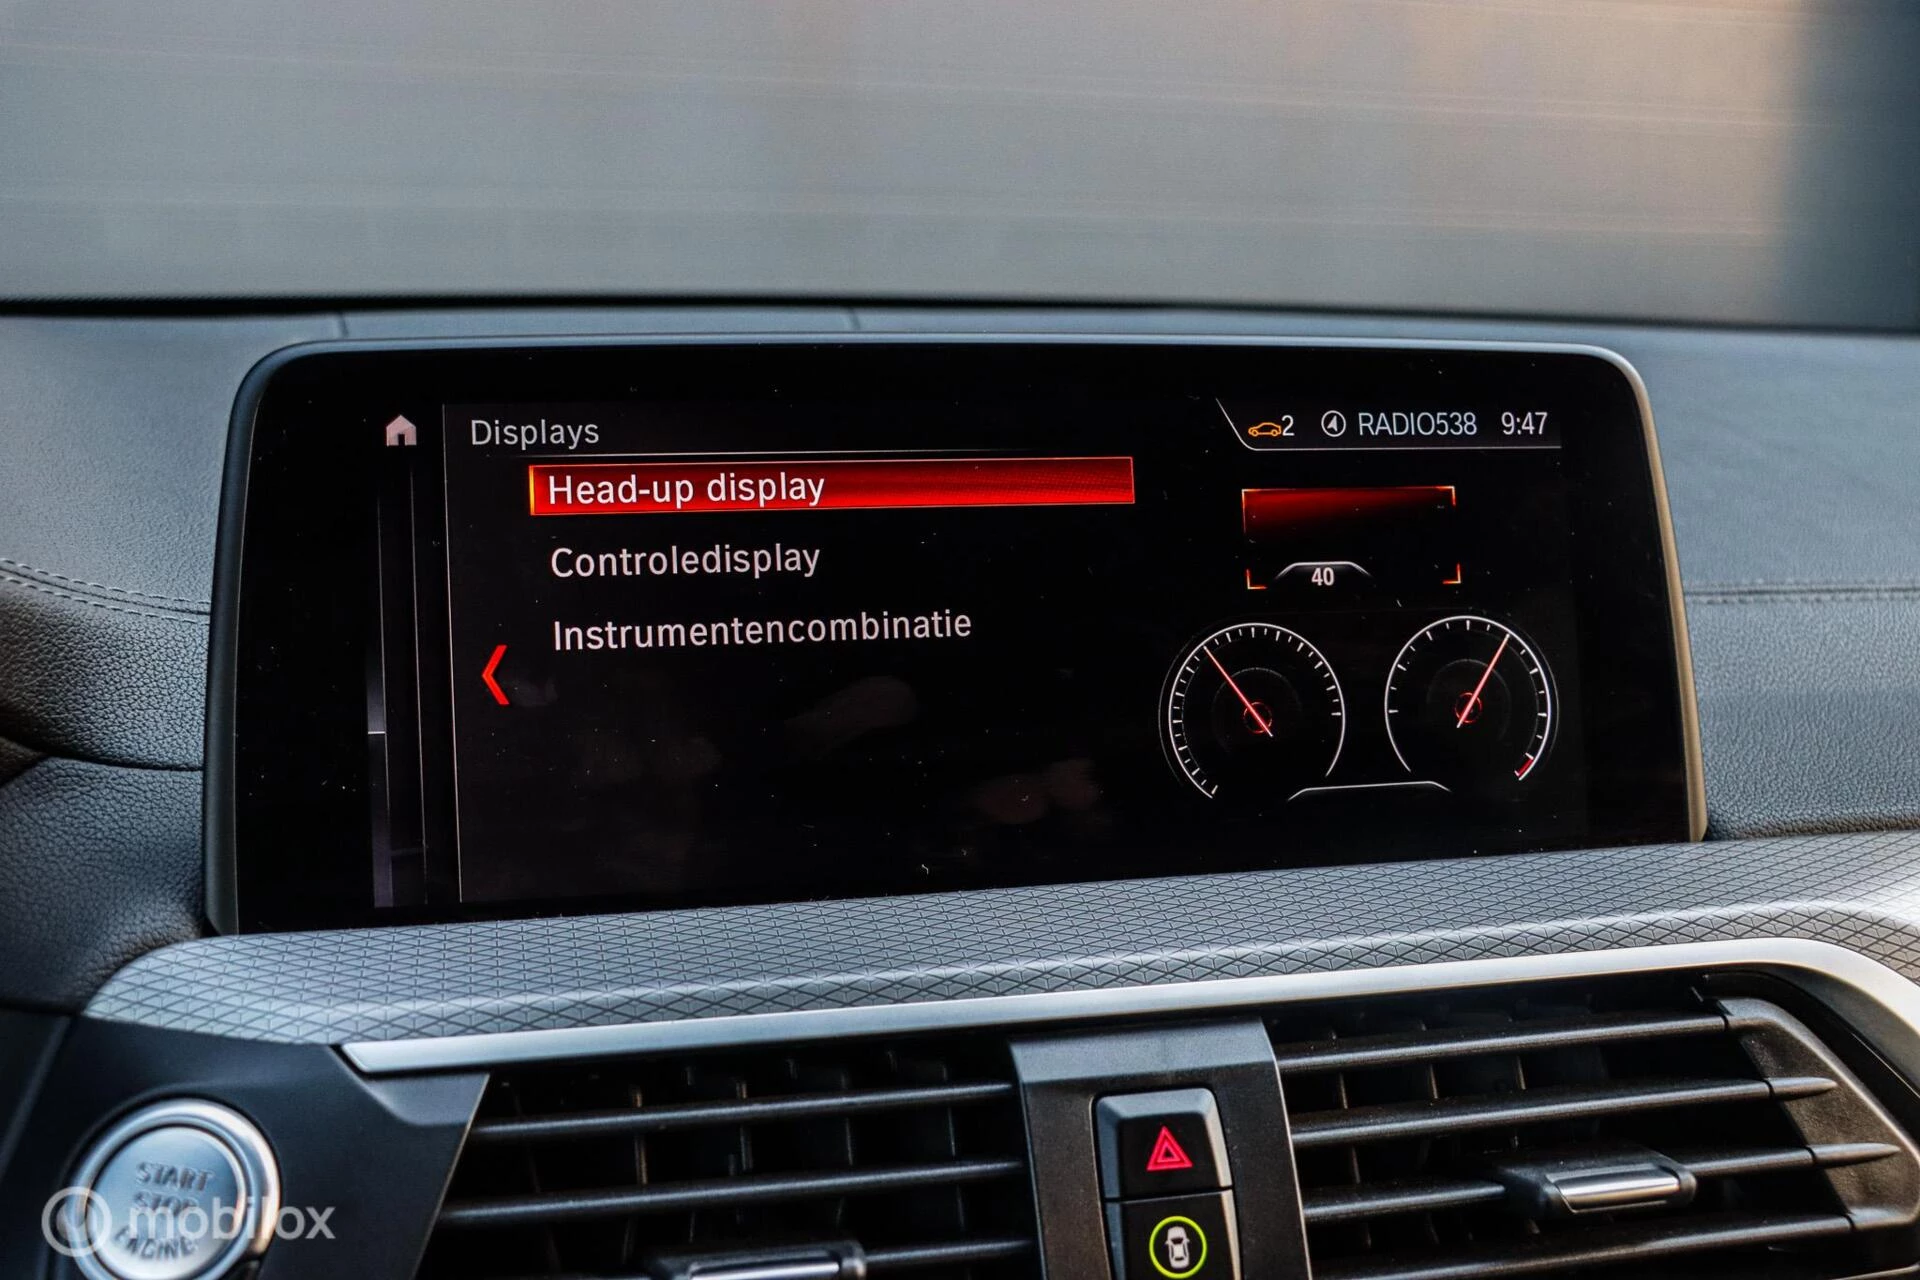 Displays
2 RADIO538 9:47
Head-up display
Controledisplay
Instrumentencombinatie
40
START
STOP
ENGINE
mobilox